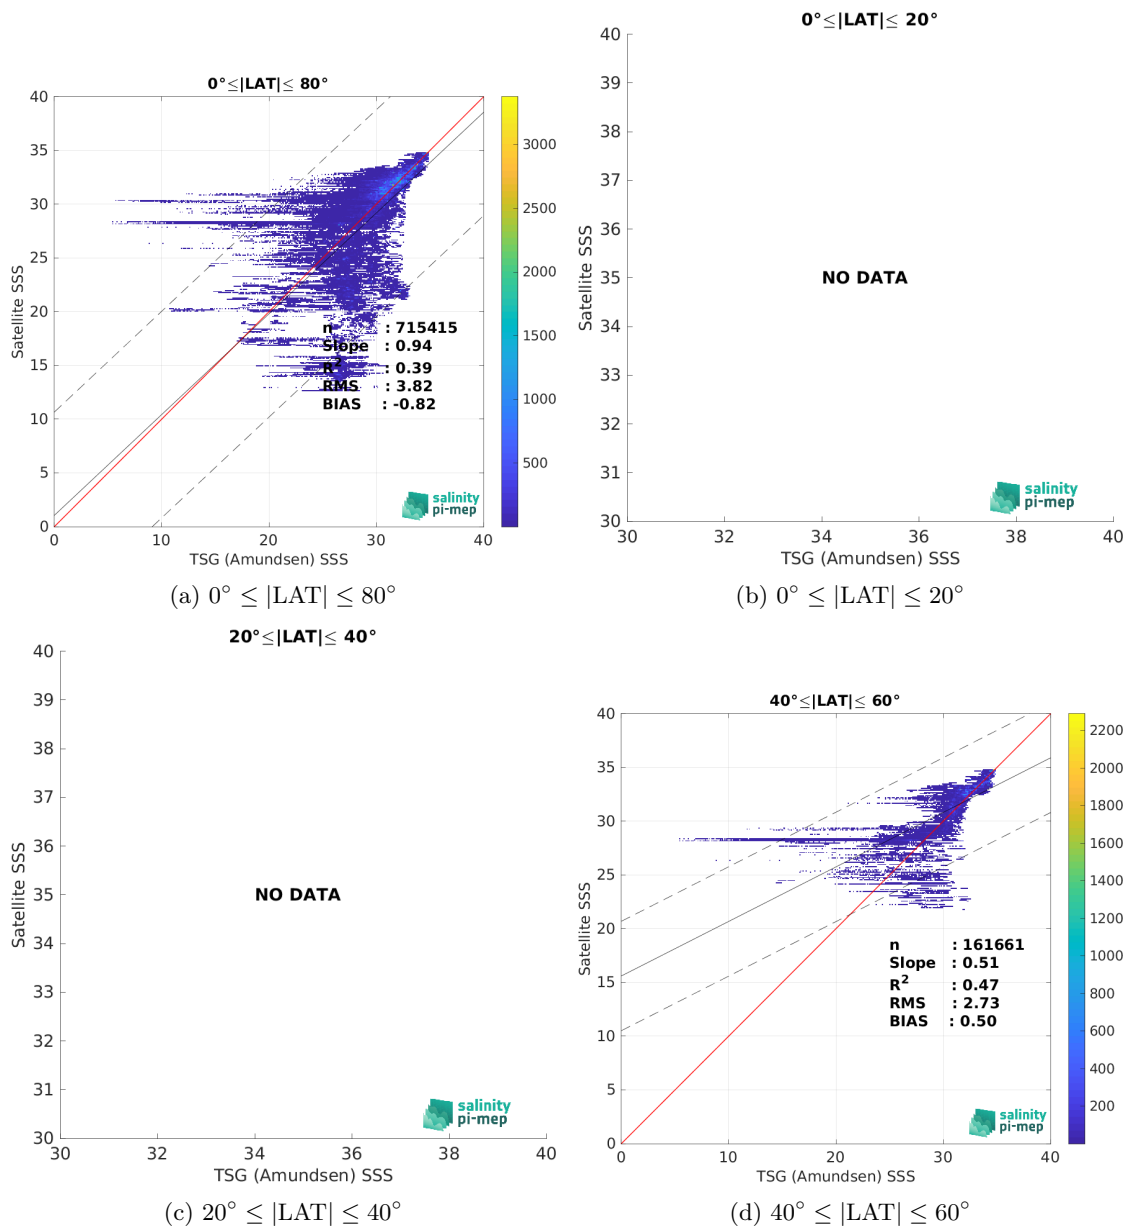 0°≤|LAT|≤ 80°
40
35
30
25
20
15
10
5
0
Satellite SSS
n : 715415
Slope : 0.94
R² : 0.39
RMS : 3.82
BIAS : -0.82
salinity
pi-mep
0 10 20 30 40
TSG (Amundsen) SSS
3000
2500
2000
1500
1000
500
(a) 0° ≤ |LAT| ≤ 80°
0°≤|LAT|≤ 20°
40
39
38
37
36
35
34
33
32
31
30
Satellite SSS
NO DATA
salinity
pi-mep
30 32 34 36 38 40
TSG (Amundsen) SSS
(b) 0° ≤ |LAT| ≤ 20°
20°≤|LAT|≤ 40°
40
39
38
37
36
35
34
33
32
31
30
Satellite SSS
NO DATA
salinity
pi-mep
30 32 34 36 38 40
TSG (Amundsen) SSS
(c) 20° ≤ |LAT| ≤ 40°
40°≤|LAT|≤ 60°
40
35
30
25
20
15
10
5
0
Satellite SSS
n : 161661
Slope : 0.51
R² : 0.47
RMS : 2.73
BIAS : 0.50
salinity
pi-mep
0 10 20 30 40
TSG (Amundsen) SSS
2200
2000
1800
1600
1400
1200
1000
800
600
400
200
(d) 40° ≤ |LAT| ≤ 60°